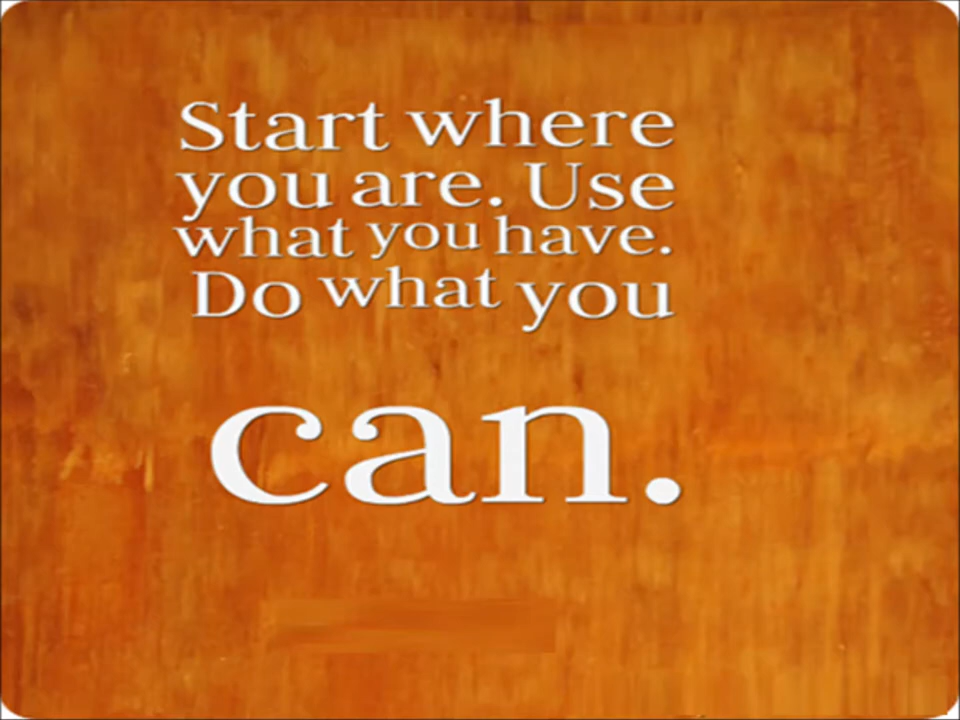 Start where
you are. Use
what you have.
Do what you
can.